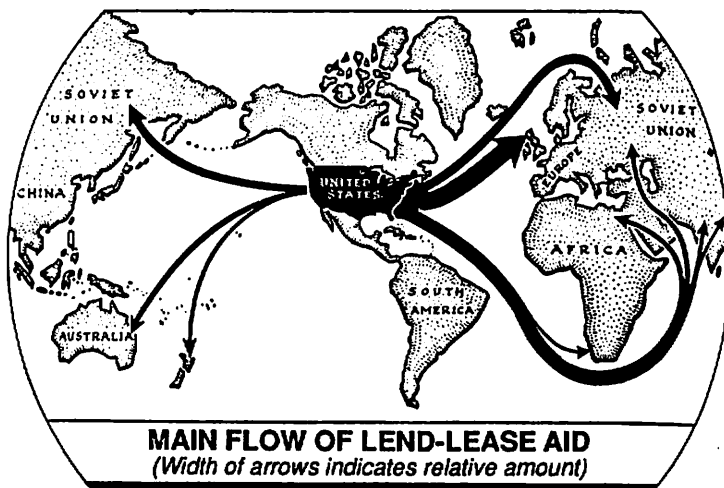 SOVIET
UNION
CHINA
AUSTRALIA
UNITED
STATES
SOUTH
AMERICA
EUROPE
AFRICA
SOVIET
UNION
MAIN FLOW OF LEND-LEASE AID
(Width of arrows indicates relative amount)